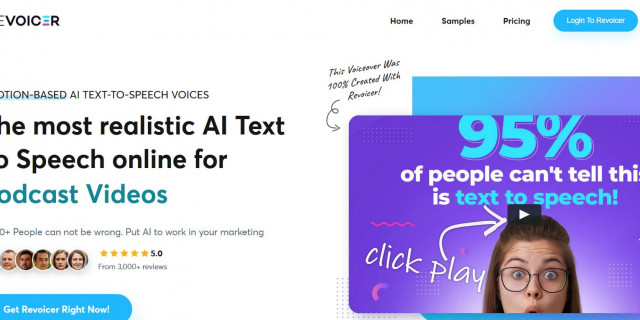 EVOICER
Home
Samples
Pricing
Login To Revoicer
OTION-BASED AI TEXT-TO-SPEECH VOICES
he most realistic AI Text
o Speech online for
odcast Videos
0+ People can not be wrong. Put AI to work in your marketing
5.0
From 3,000+ reviews
Get Revoicer Right Now!
This Voiceover Was
100% Created With
Revoicer!
95%
of people can't tell this
is text to speech!
click play